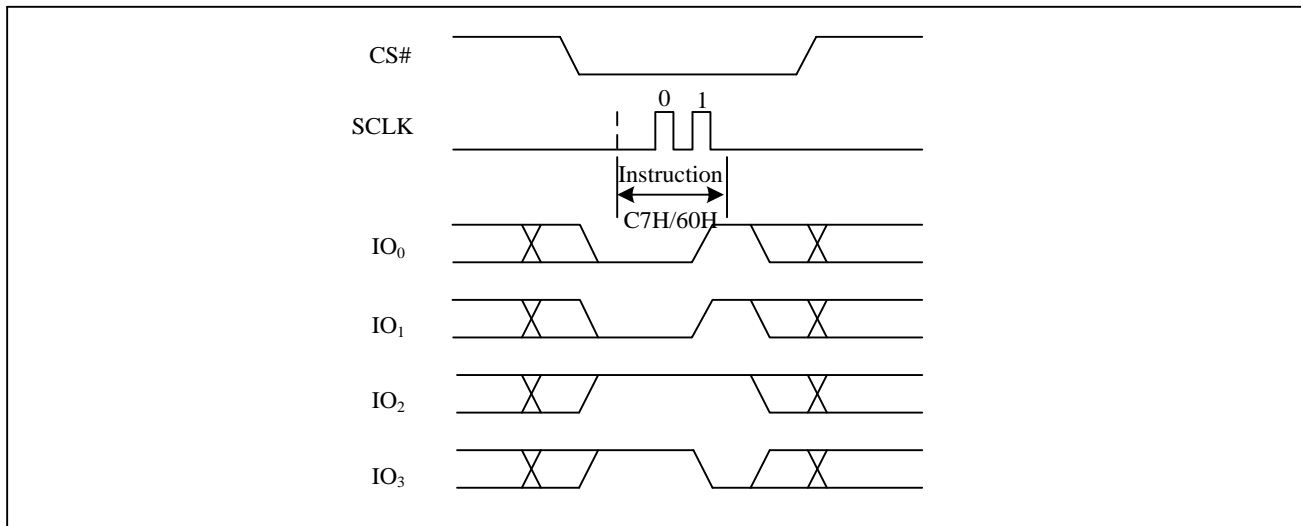 CS#
0 1
SCLK
Instruction
C7H/60H
IO₀
IO₁
IO₂
IO₃